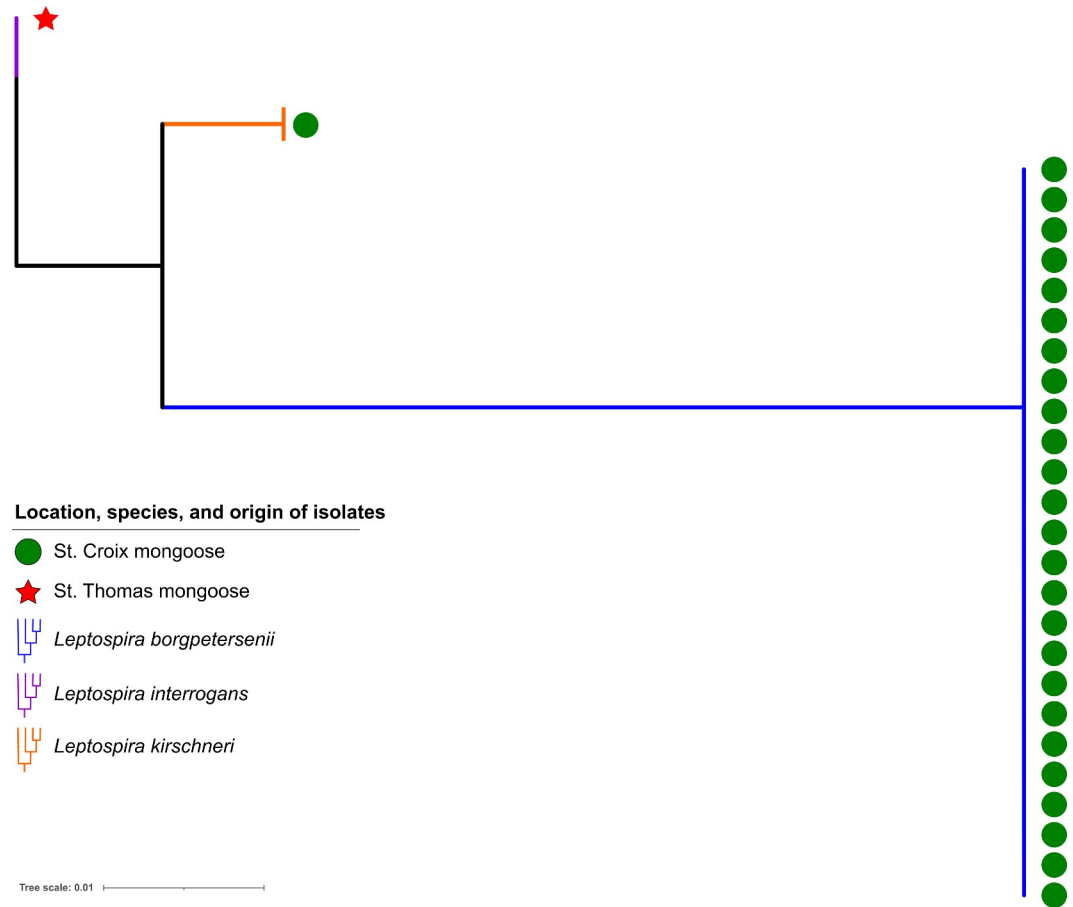 Location, species, and origin of isolates
St. Croix mongoose
St. Thomas mongoose
Leptospira borgpetersenii
Leptospira interrogans
Leptospira kirschneri
Tree scale: 0.01